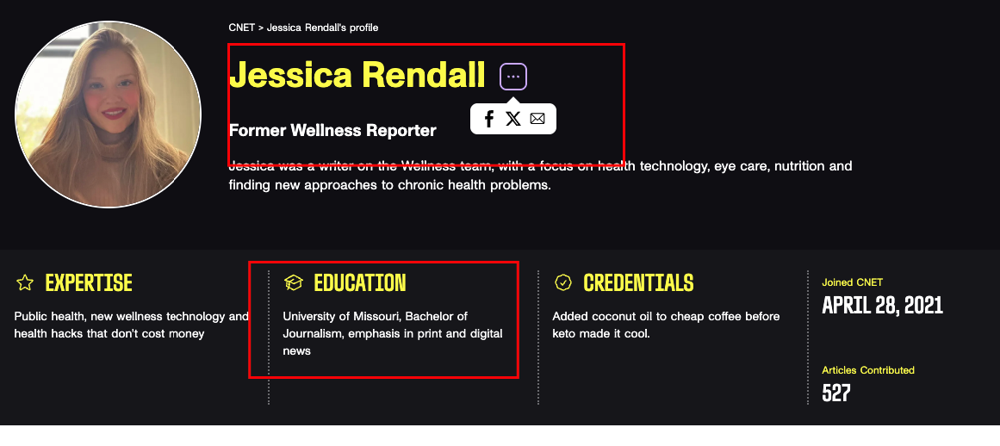 CNET > Jessica Rendall's profile
Jessica Rendall
Former Wellness Reporter
Jessica was a writer on the Wellness team, with a focus on health technology, eye care, nutrition and
finding new approaches to chronic health problems.
EXPERTISE
Public health, new wellness technology and
health hacks that don't cost money
EDUCATION
University of Missouri, Bachelor of
Journalism, emphasis in print and digital
news
CREDENTIALS
Added coconut oil to cheap coffee before
keto made it cool.
Joined CNET
APRIL 28, 2021
Articles Contributed
527